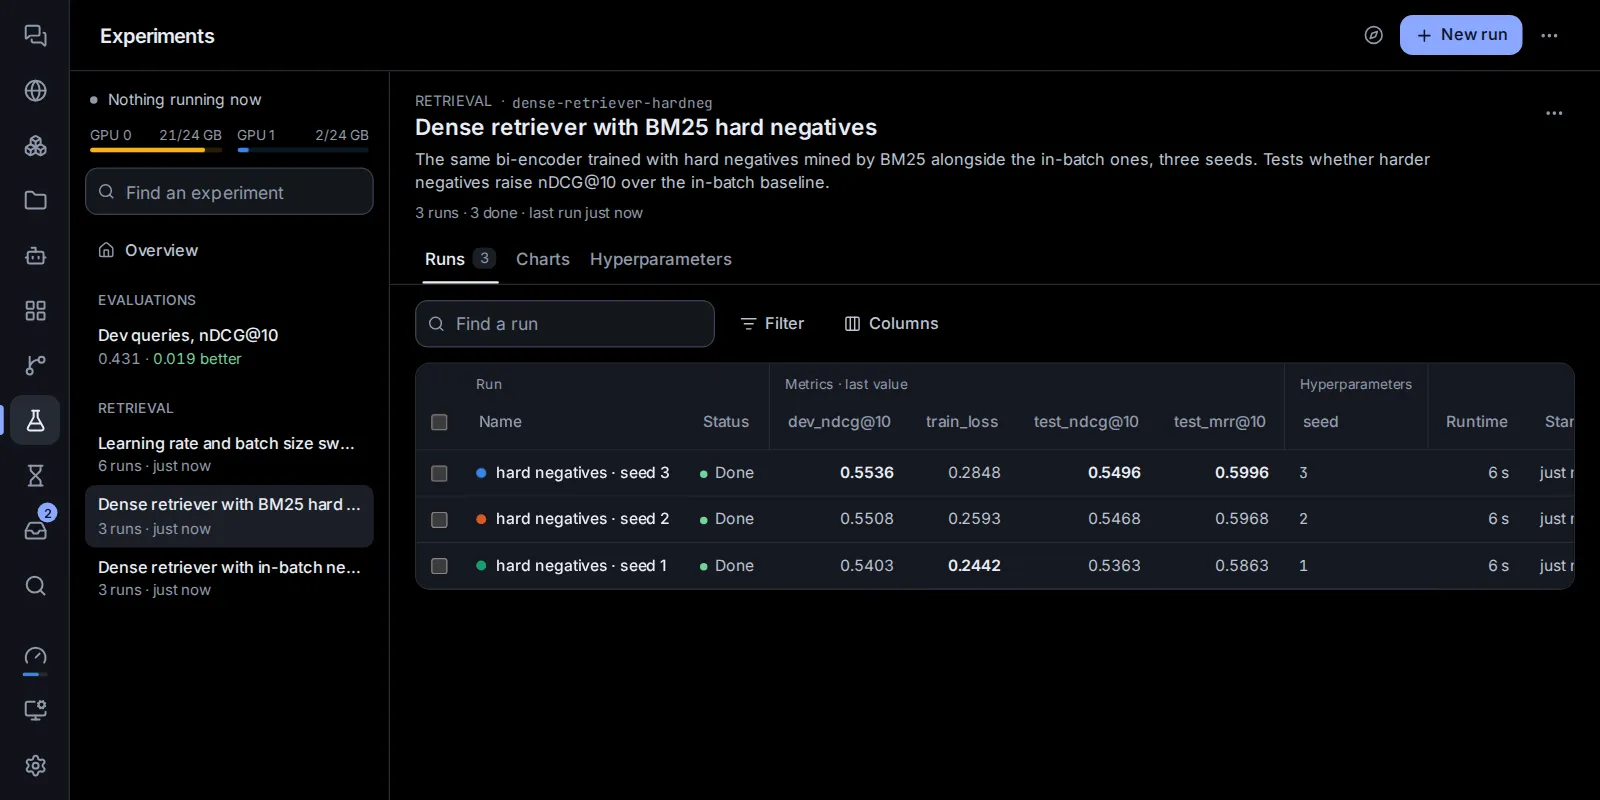 Experiments
New run
Nothing running now
GPU 0 21/24 GB GPU 1 2/24 GB
Find an experiment
Overview
EVALUATIONS
Dev queries, nDCG@10
0.431 · 0.019 better
RETRIEVAL
Learning rate and batch size sw...
6 runs · just now
Dense retriever with BM25 hard ...
3 runs · just now
Dense retriever with in-batch ne...
3 runs · just now
2
RETRIEVAL · dense-retriever-hardneg
Dense retriever with BM25 hard negatives
The same bi-encoder trained with hard negatives mined by BM25 alongside the in-batch ones, three seeds. Tests whether harder
negatives raise nDCG@10 over the in-batch baseline.
3 runs · 3 done · last run just now
Runs 3 Charts Hyperparameters
Find a run Filter Columns
Run Metrics · last value Hyperparameters
Name Status dev_ndcg@10 train_loss test_ndcg@10 test_mrr@10 seed Runtime Star
hard negatives · seed 3 Done 0.5536 0.2848 0.5496 0.5996 3 6 s just r
hard negatives · seed 2 Done 0.5508 0.2593 0.5468 0.5968 2 6 s just r
hard negatives · seed 1 Done 0.5403 0.2442 0.5363 0.5863 1 6 s just r